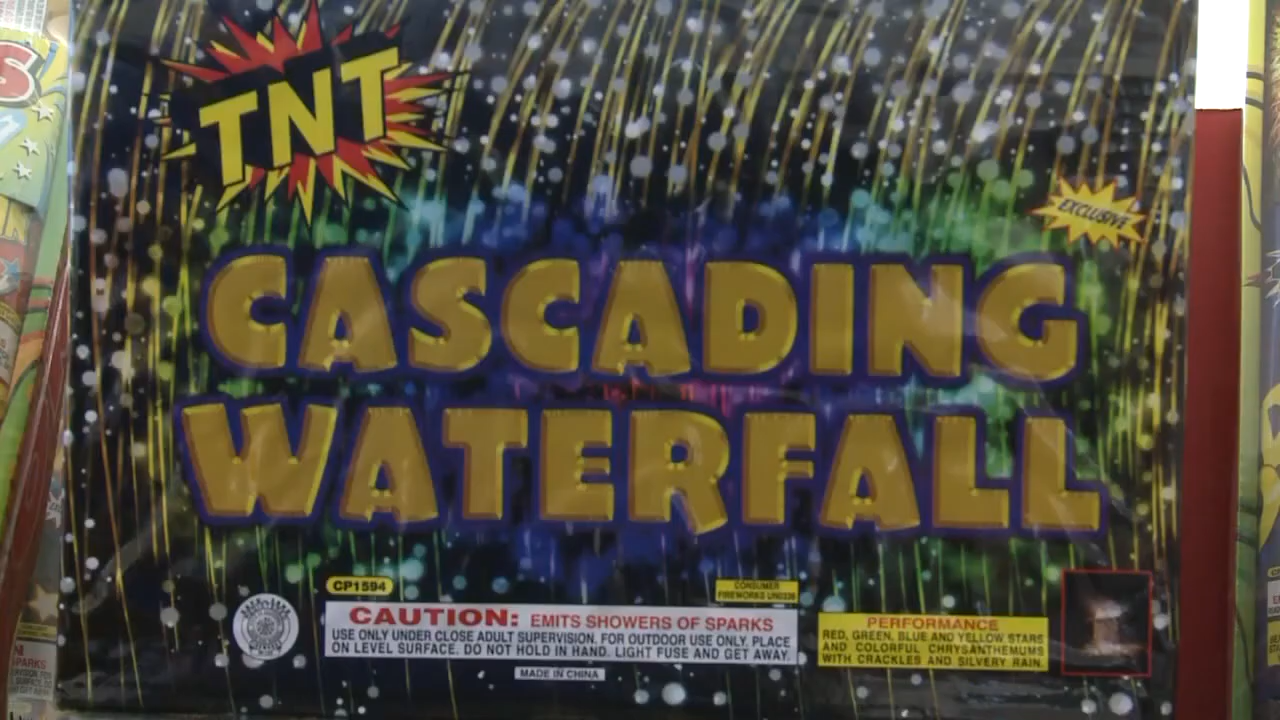 TNT
EXCLUSIVE
CASCADING
WATERFALL
CP1594
CONSUMER
FIREWORKS UN0336
CAUTION: EMITS SHOWERS OF SPARKS
USE ONLY UNDER CLOSE ADULT SUPERVISION. FOR OUTDOOR USE ONLY. PLACE
ON LEVEL SURFACE. DO NOT HOLD IN HAND. LIGHT FUSE AND GET AWAY.
MADE IN CHINA
PERFORMANCE
RED, GREEN, BLUE AND YELLOW STARS
AND COLORFUL CHRYSANTHEMUMS
WITH CRACKLES AND SILVERY RAIN.